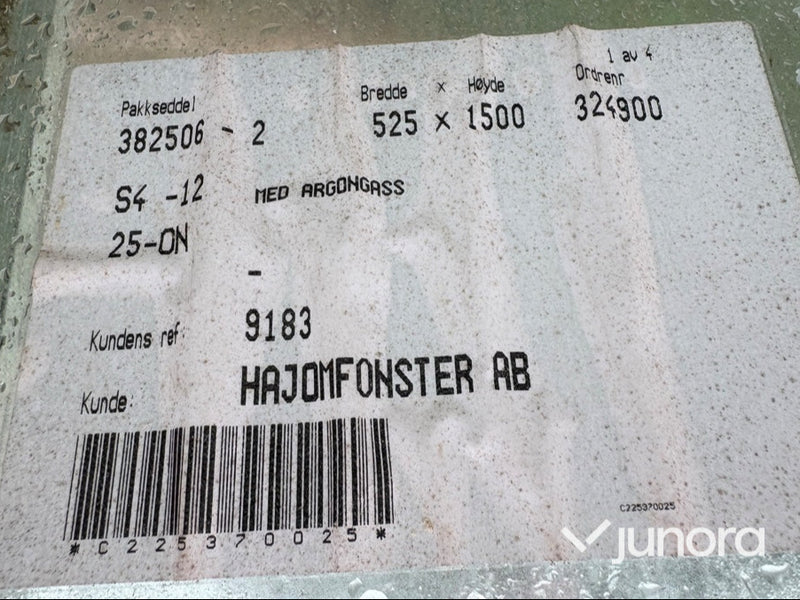 1 av 4
Pakkseddel Bredde x Høyde Ordrenr
382506 - 2 525 x 1500 324900
S4 -12 MED ARGONGASS
25-ON
-
Kundens ref: 9183
Kunde: HAJOMFONSTER AB
*C225370025*
C225370025
junora